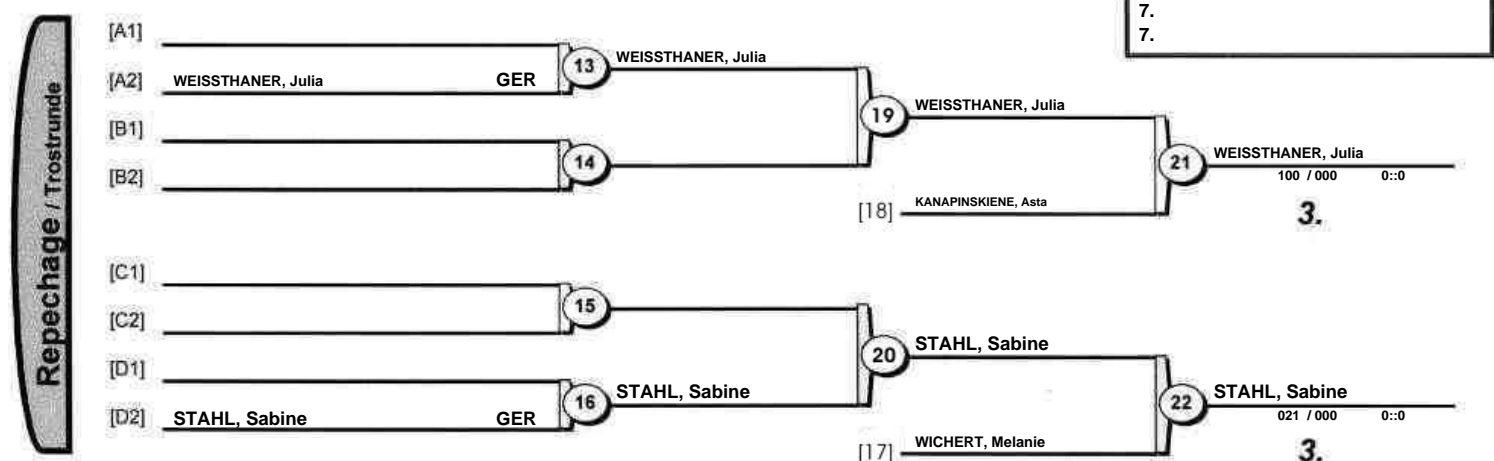 7.
7.
Repechage / Trostrunde
[A1]
[A2] WEISSTHANER, Julia GER
13 WEISSTHANER, Julia
[B1]
[B2]
14
19 WEISSTHANER, Julia
[18] KANAPINSKIENE, Asta
21 WEISSTHANER, Julia
100 / 000 0::0
3.
[C1]
[C2]
15
[D1]
[D2] STAHL, Sabine GER
16 STAHL, Sabine
20 STAHL, Sabine
[17] WICHERT, Melanie
22 STAHL, Sabine
021 / 000 0::0
3.